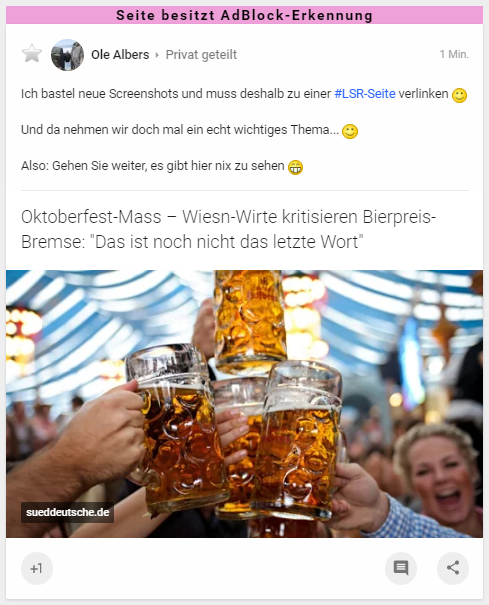 Seite besitzt AdBlock-Erkennung
Ole Albers Privat geteilt 1 Min.
Ich bastel neue Screenshots und muss deshalb zu einer #LSR-Seite verlinken
Und da nehmen wir doch mal ein echt wichtiges Thema...
Also: Gehen Sie weiter, es gibt hier nix zu sehen
Oktoberfest-Mass – Wiesn-Wirte kritisieren Bierpreis-
Bremse: "Das ist noch nicht das letzte Wort"
sueddeutsche.de
+1